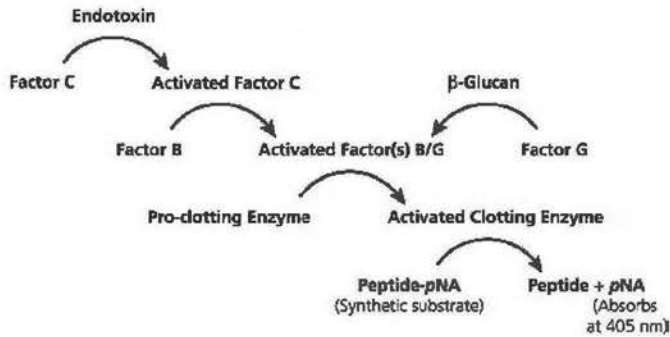 Endotoxin
Factor C
Activated Factor C
β-Glucan
Factor B
Activated Factor(s) B/G
Factor G
Pro-clotting Enzyme
Activated Clotting Enzyme
Peptide-pNA
(Synthetic substrate)
Peptide + pNA
(Absorbs
at 405 nm)